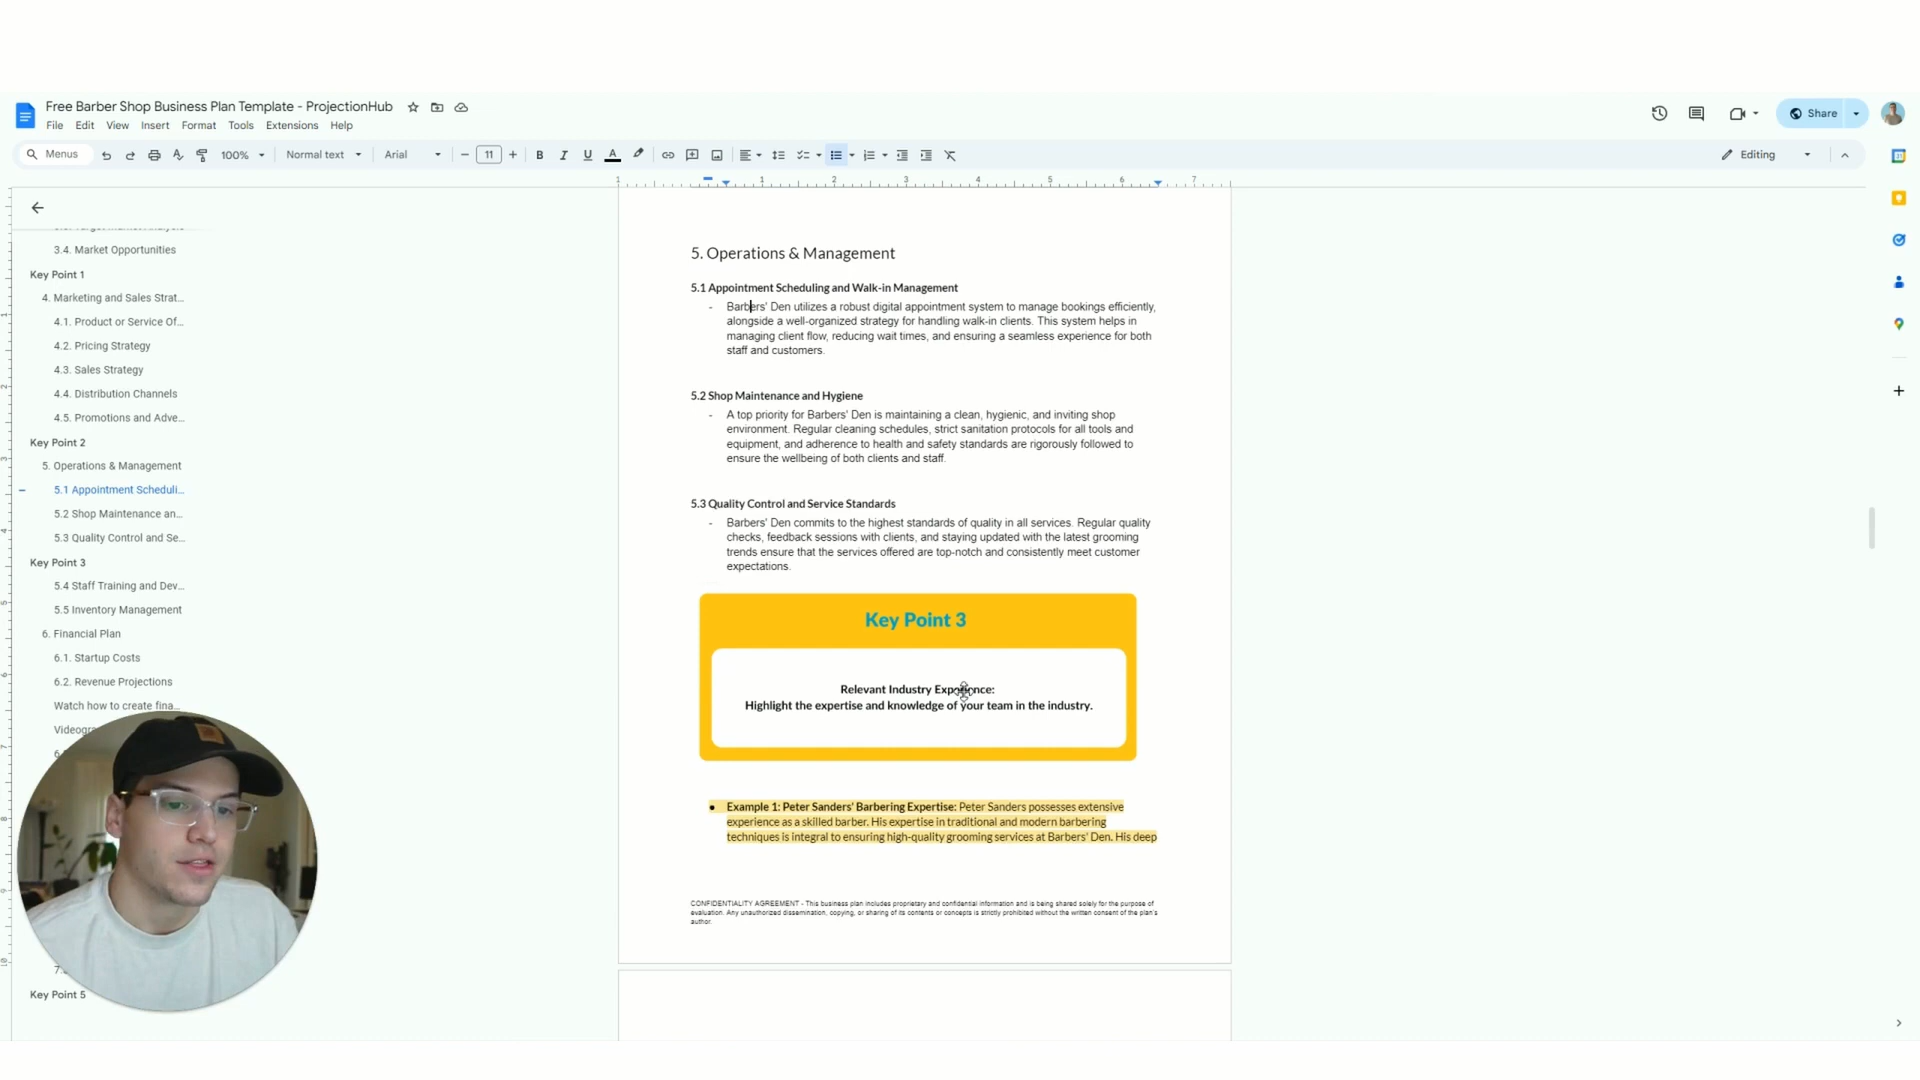 Free Barber Shop Business Plan Template - ProjectionHub
File Edit View Insert Format Tools Extensions Help
Share
Menus
100%
Normal text
Arial
11
Editing
1 1 2 3 4 5 6 7
3.4. Market Opportunities
Key Point 1
4. Marketing and Sales Strat...
4.1. Product or Service Of...
4.2. Pricing Strategy
4.3. Sales Strategy
4.4. Distribution Channels
4.5. Promotions and Adve...
Key Point 2
5. Operations & Management
5.1 Appointment Scheduli...
5.2 Shop Maintenance an...
5.3 Quality Control and Se...
Key Point 3
5.4 Staff Training and Dev...
5.5 Inventory Management
6. Financial Plan
6.1. Startup Costs
6.2. Revenue Projections
Watch how to create fina...
Key Point 5
5. Operations & Management
5.1 Appointment Scheduling and Walk-in Management
- Barbers' Den utilizes a robust digital appointment system to manage bookings efficiently,
alongside a well-organized strategy for handling walk-in clients. This system helps in
managing client flow, reducing wait times, and ensuring a seamless experience for both
staff and customers.
5.2 Shop Maintenance and Hygiene
- A top priority for Barbers' Den is maintaining a clean, hygienic, and inviting shop
environment. Regular cleaning schedules, strict sanitation protocols for all tools and
equipment, and adherence to health and safety standards are rigorously followed to
ensure the wellbeing of both clients and staff.
5.3 Quality Control and Service Standards
- Barbers' Den commits to the highest standards of quality in all services. Regular quality
checks, feedback sessions with clients, and staying updated with the latest grooming
trends ensure that the services offered are top-notch and consistently meet customer
expectations.
Key Point 3
Relevant Industry Experience:
Highlight the expertise and knowledge of your team in the industry.
● Example 1: Peter Sanders' Barbering Expertise: Peter Sanders possesses extensive
experience as a skilled barber. His expertise in traditional and modern barbering
techniques is integral to ensuring high-quality grooming services at Barbers' Den. His deep
CONFIDENTIALITY AGREEMENT - This business plan includes proprietary and confidential information and is being shared solely for the purpose of
evaluation. Any unauthorized dissemination, copying, or sharing of its contents or concepts is strictly prohibited without the written consent of the plan's
author.